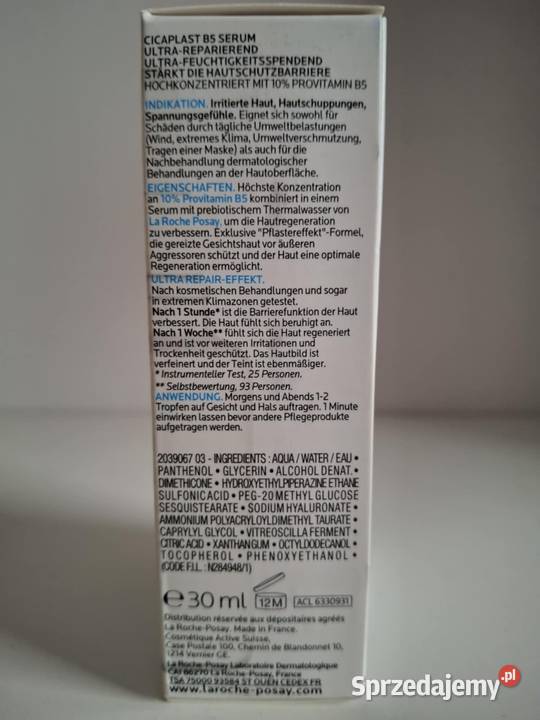 CICAPLAST B5 SERUM
ULTRA-REPARIEREND
ULTRA-FEUCHTIGKEITSSPENDEND
STÄRKT DIE HAUTSCHUTZBARRIERE
HOCHKONZENTRIERT MIT 10% PROVITAMIN B5
INDIKATION. Irritierte Haut, Hautschuppungen,
Spannungsgefühle. Eignet sich sowohl für
Schäden durch tägliche Umweltbelastungen
(Wind, extremes Klima, Umweltverschmutzung,
Tragen einer Maske) als auch für die
Nachbehandlung dermatologischer
Behandlungen an der Hautoberfläche.
EIGENSCHAFTEN. Höchste Konzentration
an 10% Provitamin B5 kombiniert in einem
Serum mit prebiotischem Thermalwasser von
La Roche Posay, um die Hautregeneration
zu verbessern. Exklusive "Pflastereffekt"-Formel,
die gereizte Gesichtshaut vor äußeren
Aggressoren schützt und der Haut eine optimale
Regeneration ermöglicht.
ULTRA REPAIR-EFFEKT.
Nach kosmetischen Behandlungen und sogar
in extremen Klimazonen getestet.
Nach 1 Stunde* ist die Barrierefunktion der Haut
verbessert. Die Haut fühlt sich beruhigt an.
Nach 1 Woche** fühlt sich die Haut regeneriert
an und ist vor weiteren Irritationen und
Trockenheit geschützt. Das Hautbild ist
verfeinert und der Teint ist ebenmäßiger.
* Instrumenteller Test, 25 Personen.
** Selbstbewertung, 93 Personen.
ANWENDUNG. Morgens und Abends 1-2
Tropfen auf Gesicht und Hals auftragen. 1 Minute
einwirken lassen bevor andere Pflegeprodukte
aufgetragen werden.
2039067 03 - INGREDIENTS : AQUA / WATER / EAU •
PANTHENOL • GLYCERIN • ALCOHOL DENAT. •
DIMETHICONE • HYDROXYETHYLPIPERAZINE ETHANE
SULFONIC ACID • PEG-20 METHYL GLUCOSE
SESQUISTEARATE • SODIUM HYALURONATE •
AMMONIUM POLYACRYLOYLDIMETHYL TAURATE •
CAPRYLYL GLYCOL • VITREOSCILLA FERMENT •
CITRIC ACID • XANTHAN GUM • OCTYLDODECANOL •
TOCOPHEROL • PHENOXYETHANOL •
(CODE F.I.L. : N284948/1)
e 30 ml 12M ACL 6330931
Distribution réservée aux dépositaires agréés
La Roche-Posay. Made in France.
Cosmétique Active Suisse,
Case Postale 100, Chemin de Blandonnet 10,
1214 Vernier CE.
La Roche-Posay Laboratoire Dermatologique
CAI 86270 La Roche-Posay, France
TSA 75000 93584 ST OUEN CEDEX FR
www.laroche-posay.com
Sprzedajemy.pl